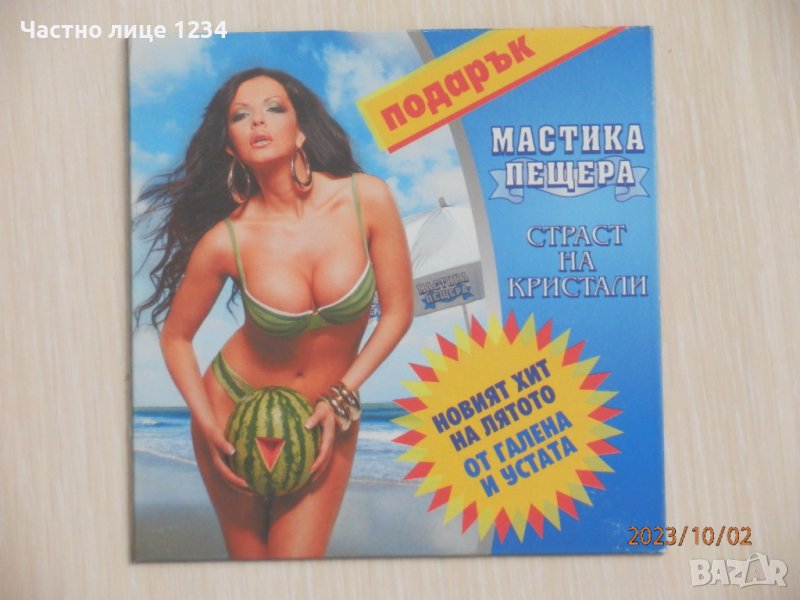 Частно лице 1234
подарък
МАСТИКА
ПЕЩЕРА
СТРАСТ
НА
КРИСТАЛИ
МАСТИКА
ПЕЩЕРА
НОВИЯТ ХИТ
НА ЛЯТОТО
ОТ ГАЛЕНА
И УСТАТА
2023/10/02
BAZAR